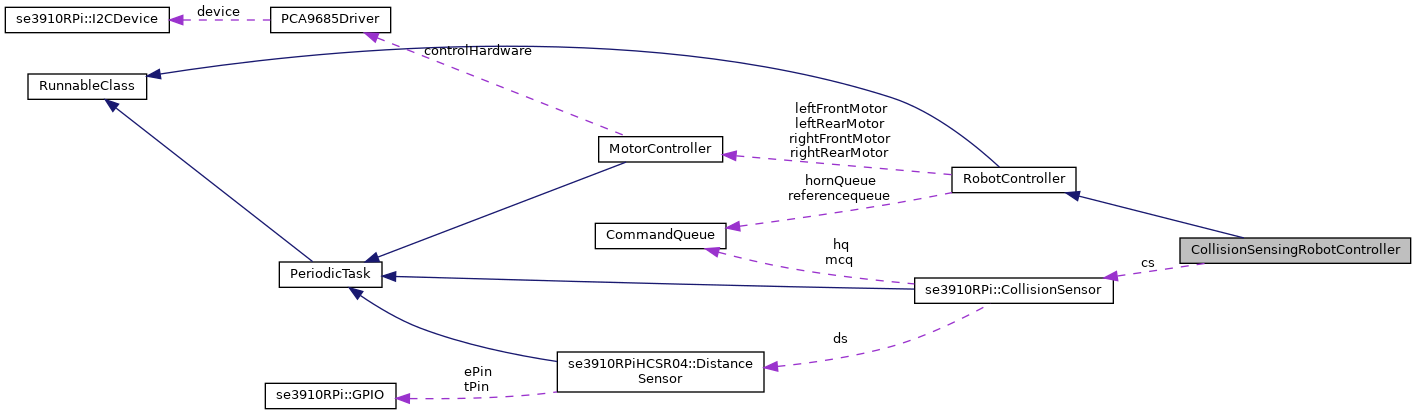 se3910RPi::I2CDevice
device
PCA9685Driver
controlHardware
RunnableClass
leftFrontMotor
leftRearMotor
rightFrontMotor
rightRearMotor
MotorController
RobotController
hornQueue
referencequeue
CommandQueue
CollisionSensingRobotController
hq
mcq
cs
PeriodicTask
se3910RPi::CollisionSensor
ds
se3910RPiHCSR04::Distance
Sensor
ePin
tPin
se3910RPi::GPIO